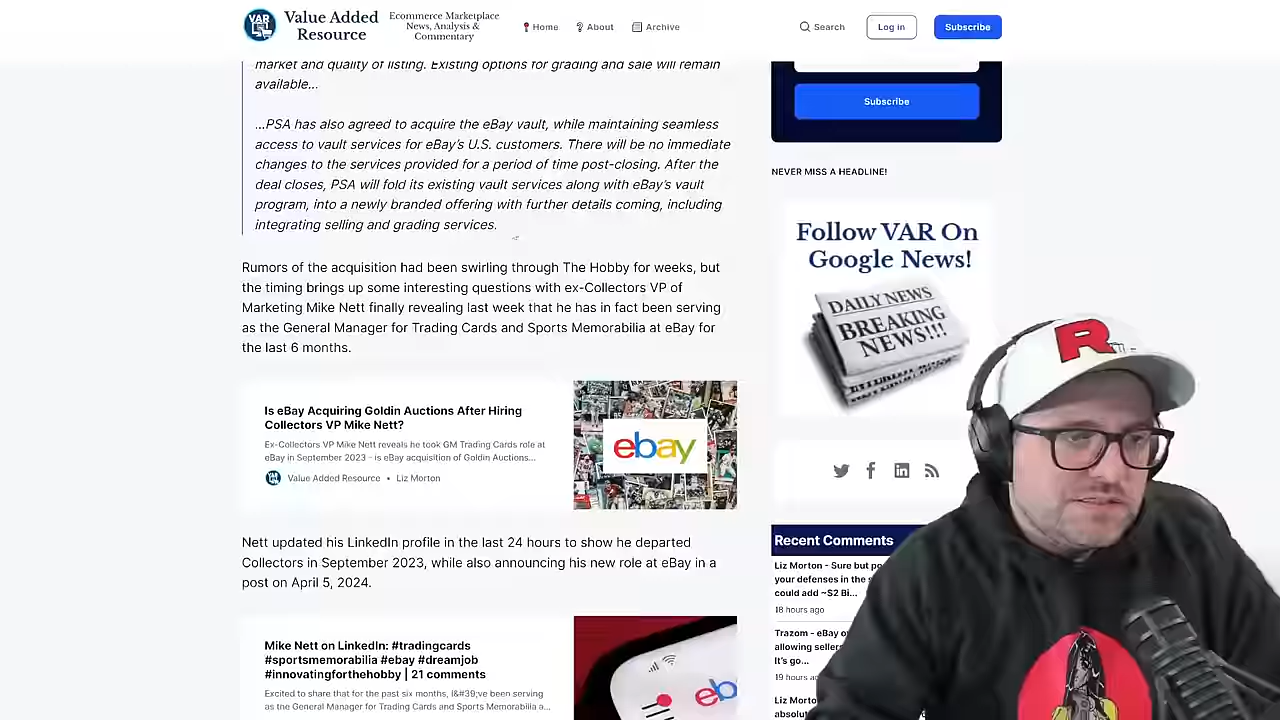 VAR
Value Added
Resource
Ecommerce Marketplace
News, Analysis &
Commentary
Home
About
Archive
Search
Log in
Subscribe
market and quality of listing. Existing options for grading and sale will remain
available...
...PSA has also agreed to acquire the eBay vault, while maintaining seamless
access to vault services for eBay's U.S. customers. There will be no immediate
changes to the services provided for a period of time post-closing. After the
deal closes, PSA will fold its existing vault services along with eBay's vault
program, into a newly branded offering with further details coming, including
integrating selling and grading services.
Rumors of the acquisition had been swirling through The Hobby for weeks, but
the timing brings up some interesting questions with ex-Collectors VP of
Marketing Mike Nett finally revealing last week that he has in fact been serving
as the General Manager for Trading Cards and Sports Memorabilia at eBay for
the last 6 months.
Is eBay Acquiring Goldin Auctions After Hiring
Collectors VP Mike Nett?
Ex-Collectors VP Mike Nett reveals he took GM Trading Cards role at
eBay in September 2023 - is eBay acquisition of Goldin Auctions...
Value Added Resource • Liz Morton
ebay
Nett updated his LinkedIn profile in the last 24 hours to show he departed
Collectors in September 2023, while also announcing his new role at eBay in a
post on April 5, 2024.
Mike Nett on LinkedIn: #tradingcards
#sportsmemorabilia #ebay #dreamjob
#innovatingforthehobby | 21 comments
Excited to share that for the past six months, I&#39;ve been serving
as the General Manager for Trading Cards and Sports Memorabilia a...
eb
Subscribe
NEVER MISS A HEADLINE!
Follow VAR On
Google News!
DAILY NEWS
BREAKING
NEWS!!!
Recent Comments
Liz Morton - Sure but
your defenses in the
could add ~$2 Bi...
18 hours ago
Trazom - eBay
allowing
It's go...
19 hours
Liz
R